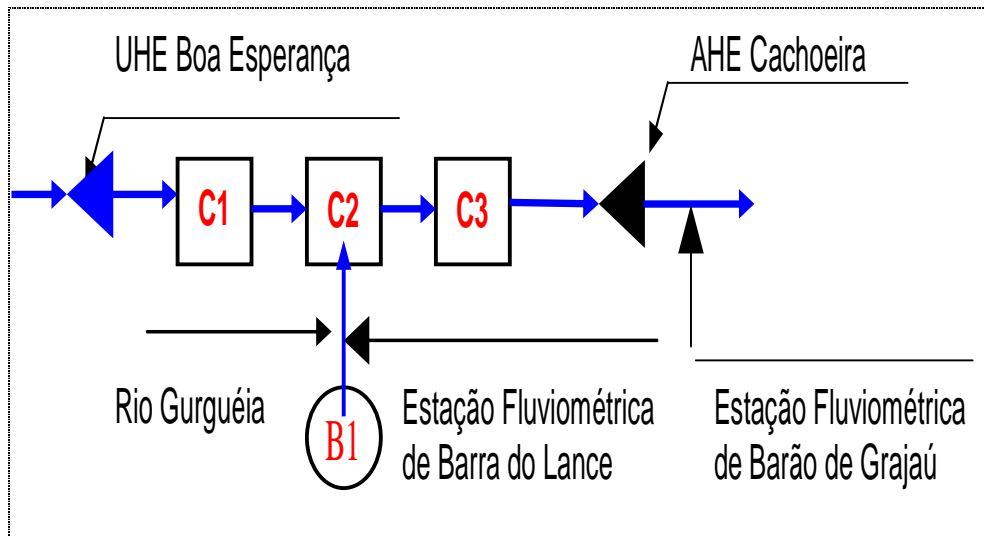 UHE Boa Esperança
AHE Cachoeira
C1
C2
C3
Rio Gurguéia
B1
Estação Fluviométrica
de Barra do Lance
Estação Fluviométrica
de Barão de Grajaú